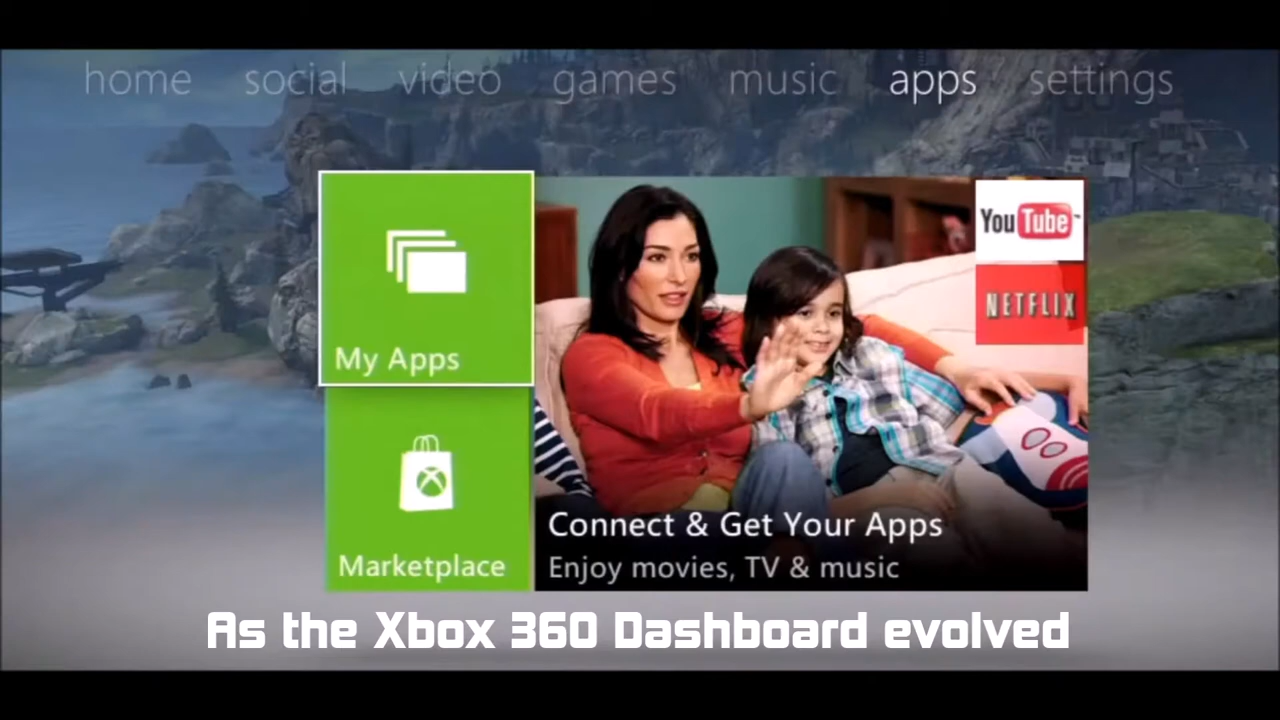 home social video games music apps settings
YouTube™
NETFLIX
My Apps
Connect & Get Your Apps
Marketplace
Enjoy movies, TV & music
As the Xbox 360 Dashboard evolved